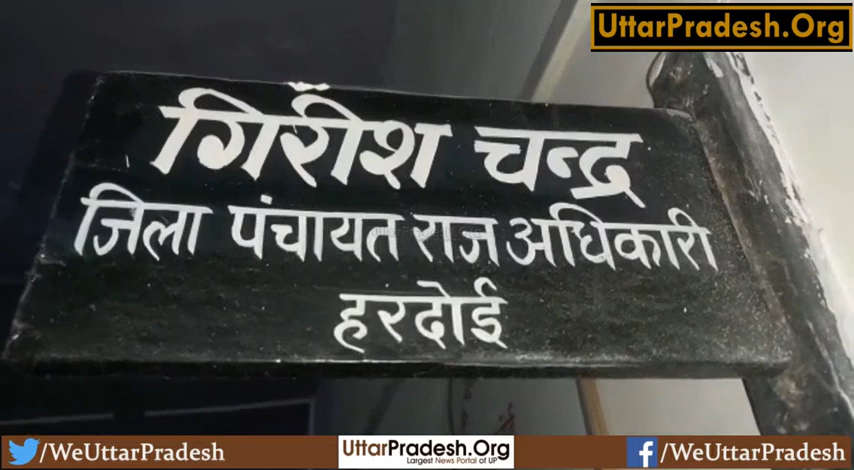 UttarPradesh.Org
गिरीश चन्द्र
जिला पंचायत राज अधिकारी
हरदोई
/WeUttarPradesh
UttarPradesh.Org
Largest News Portal of UP
/WeUttarPradesh